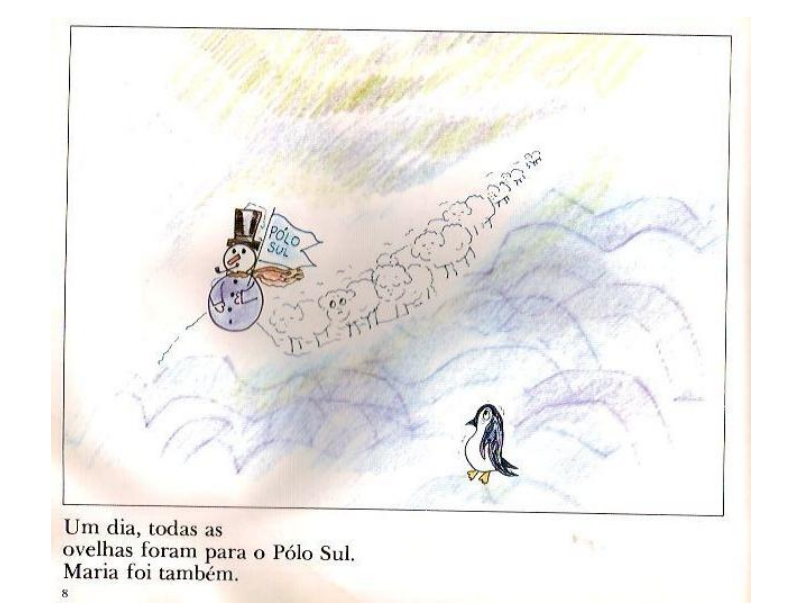 PÓLO
SUL
Um dia, todas as
ovelhas foram para o Pólo Sul.
Maria foi também.
8